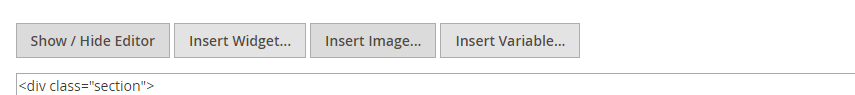 Show / Hide Editor Insert Widget... Insert Image... Insert Variable...
<div class="section">